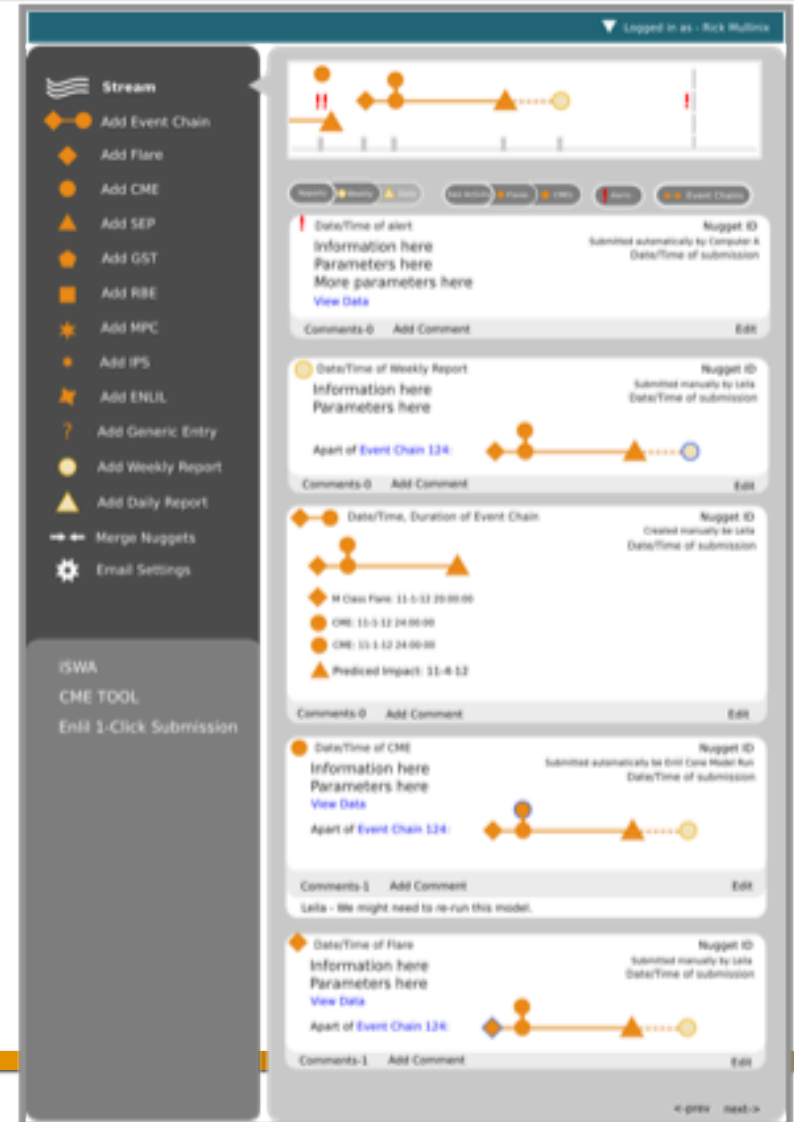 Logged in as - Rick Mullinix
Stream
Add Event Chain
Add Flare
Add CME
Add SEP
Add GST
Add RBE
Add MPC
Add IPS
Add ENLIL
Add Generic Entry
Add Weekly Report
Add Daily Report
Merge Nuggets
Email Settings
iSWA
CME TOOL
Enlil 1-Click Submission
!!
!
Reports
Weekly
Daily
Flares
CMEs
! Alerts
Event Chains
! Date/Time of alert
Nugget ID
Submitted automatically by Computer A
Date/Time of submission
Information here
Parameters here
More parameters here
View Data
Comments-0 Add Comment
Edit
Date/Time of Weekly Report
Nugget ID
Submitted manually by Leila
Date/Time of submission
Information here
Parameters here
Apart of Event Chain 124:
Comments-0 Add Comment
Edit
Date/Time, Duration of Event Chain
Nugget ID
Created manually be Leila
Date/Time of submission
M Class Flare: 11-1-12 20:00:00
CME: 11-1-12 24:00:00
CME: 11-1-12 24:00:00
Prediced Impact: 11-4-12
Comments-0 Add Comment
Edit
Date/Time of CME
Nugget ID
Submitted automatically be Enlil Cone Model Run
Date/Time of submission
Information here
Parameters here
View Data
Apart of Event Chain 124:
Comments-1 Add Comment
Edit
Leila - We might need to re-run this model.
Date/Time of Flare
Nugget ID
Submitted manually by Leila
Date/Time of submission
Information here
Parameters here
View Data
Apart of Event Chain 124:
Comments-1 Add Comment
Edit
<-prev next->